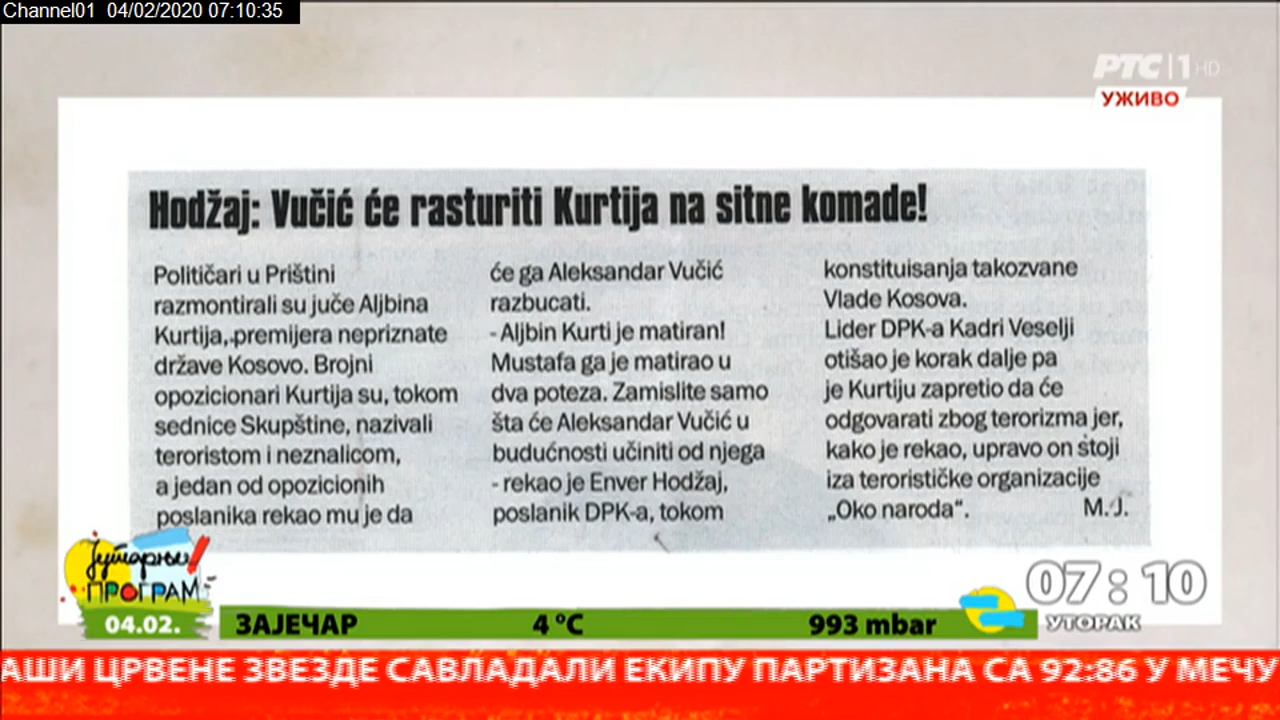 Channel01 04/02/2020 07:10:35
РТС|1 HD
УЖИВО
Hodžaj: Vučić će rasturiti Kurtija na sitne komade!
Političari u Prištini
razmontirali su juče Aljbina
Kurtija, premijera nepriznate
države Kosovo. Brojni
opozicionari Kurtija su, tokom
sednice Skupštine, nazivali
teroristom i neznalicom,
a jedan od opozicionih
poslanika rekao mu je da
će ga Aleksandar Vučić
razbucati.
- Aljbin Kurti je matiran!
Mustafa ga je matirao u
dva poteza. Zamislite samo
šta će Aleksandar Vučić u
budućnosti učiniti od njega
- rekao je Enver Hodžaj,
poslanik DPK-a, tokom
konstituisanja takozvane
Vlade Kosova.
Lider DPK-a Kadri Veselji
otišao je korak dalje pa
je Kurtiju zapretio da će
odgovarati zbog terorizma jer,
kako je rekao, upravo on stoji
iza terorističke organizacije
„Oko naroda“.
M. J.
Јутарњи
ПРОГРАМ
04.02.
ЗАЈЕЧАР 4 °C 993 mbar
07:10
УТОРАК
АШИ ЦРВЕНЕ ЗВЕЗДЕ САВЛАДАЛИ ЕКИПУ ПАРТИЗАНА СА 92:86 У МЕЧУ